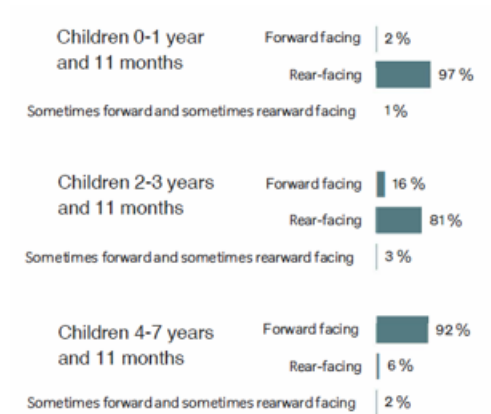 Children 0-1 year
and 11 months
Forward facing 2%
Rear-facing 97%
Sometimes forward and sometimes rearward facing 1%
Children 2-3 years
and 11 months
Forward facing 16%
Rear-facing 81%
Sometimes forward and sometimes rearward facing 3%
Children 4-7 years
and 11 months
Forward facing 92%
Rear-facing 6%
Sometimes forward and sometimes rearward facing 2%